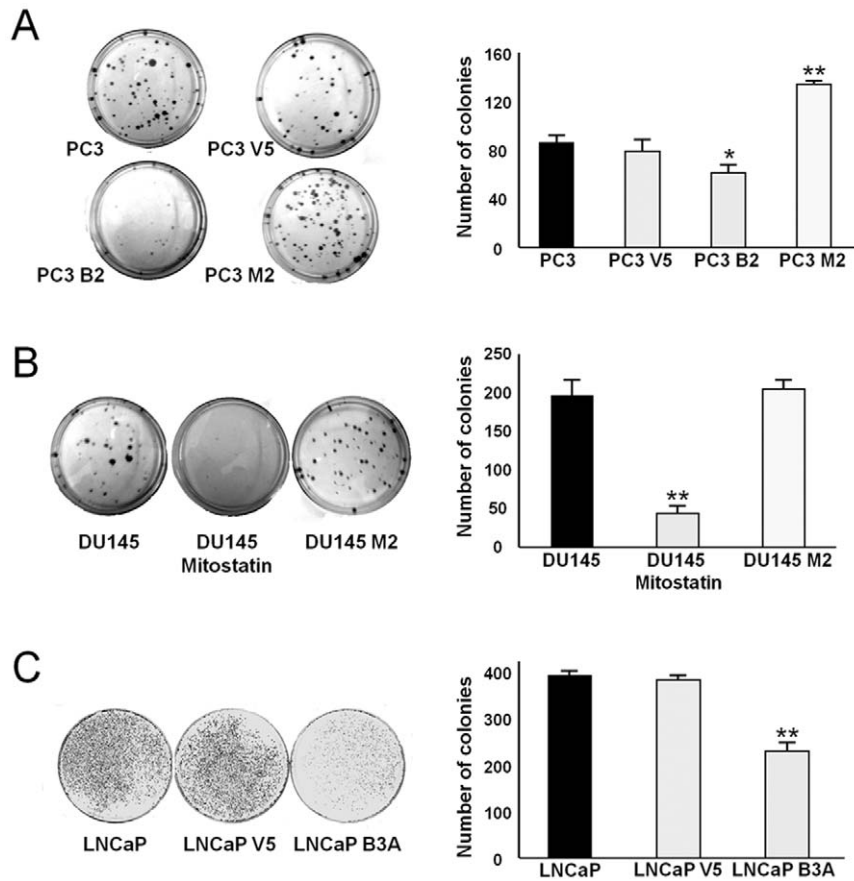 A
PC3
PC3 V5
PC3 B2
PC3 M2
Number of colonies
160
120
80
40
0
**
*
PC3
PC3 V5
PC3 B2
PC3 M2
B
DU145
DU145
Mitostatin
DU145 M2
Number of colonies
250
200
150
100
50
0
**
DU145
DU145
Mitostatin
DU145 M2
C
LNCaP
LNCaP V5
LNCaP B3A
Number of colonies
400
300
200
100
0
**
LNCaP
LNCaP V5
LNCaP B3A